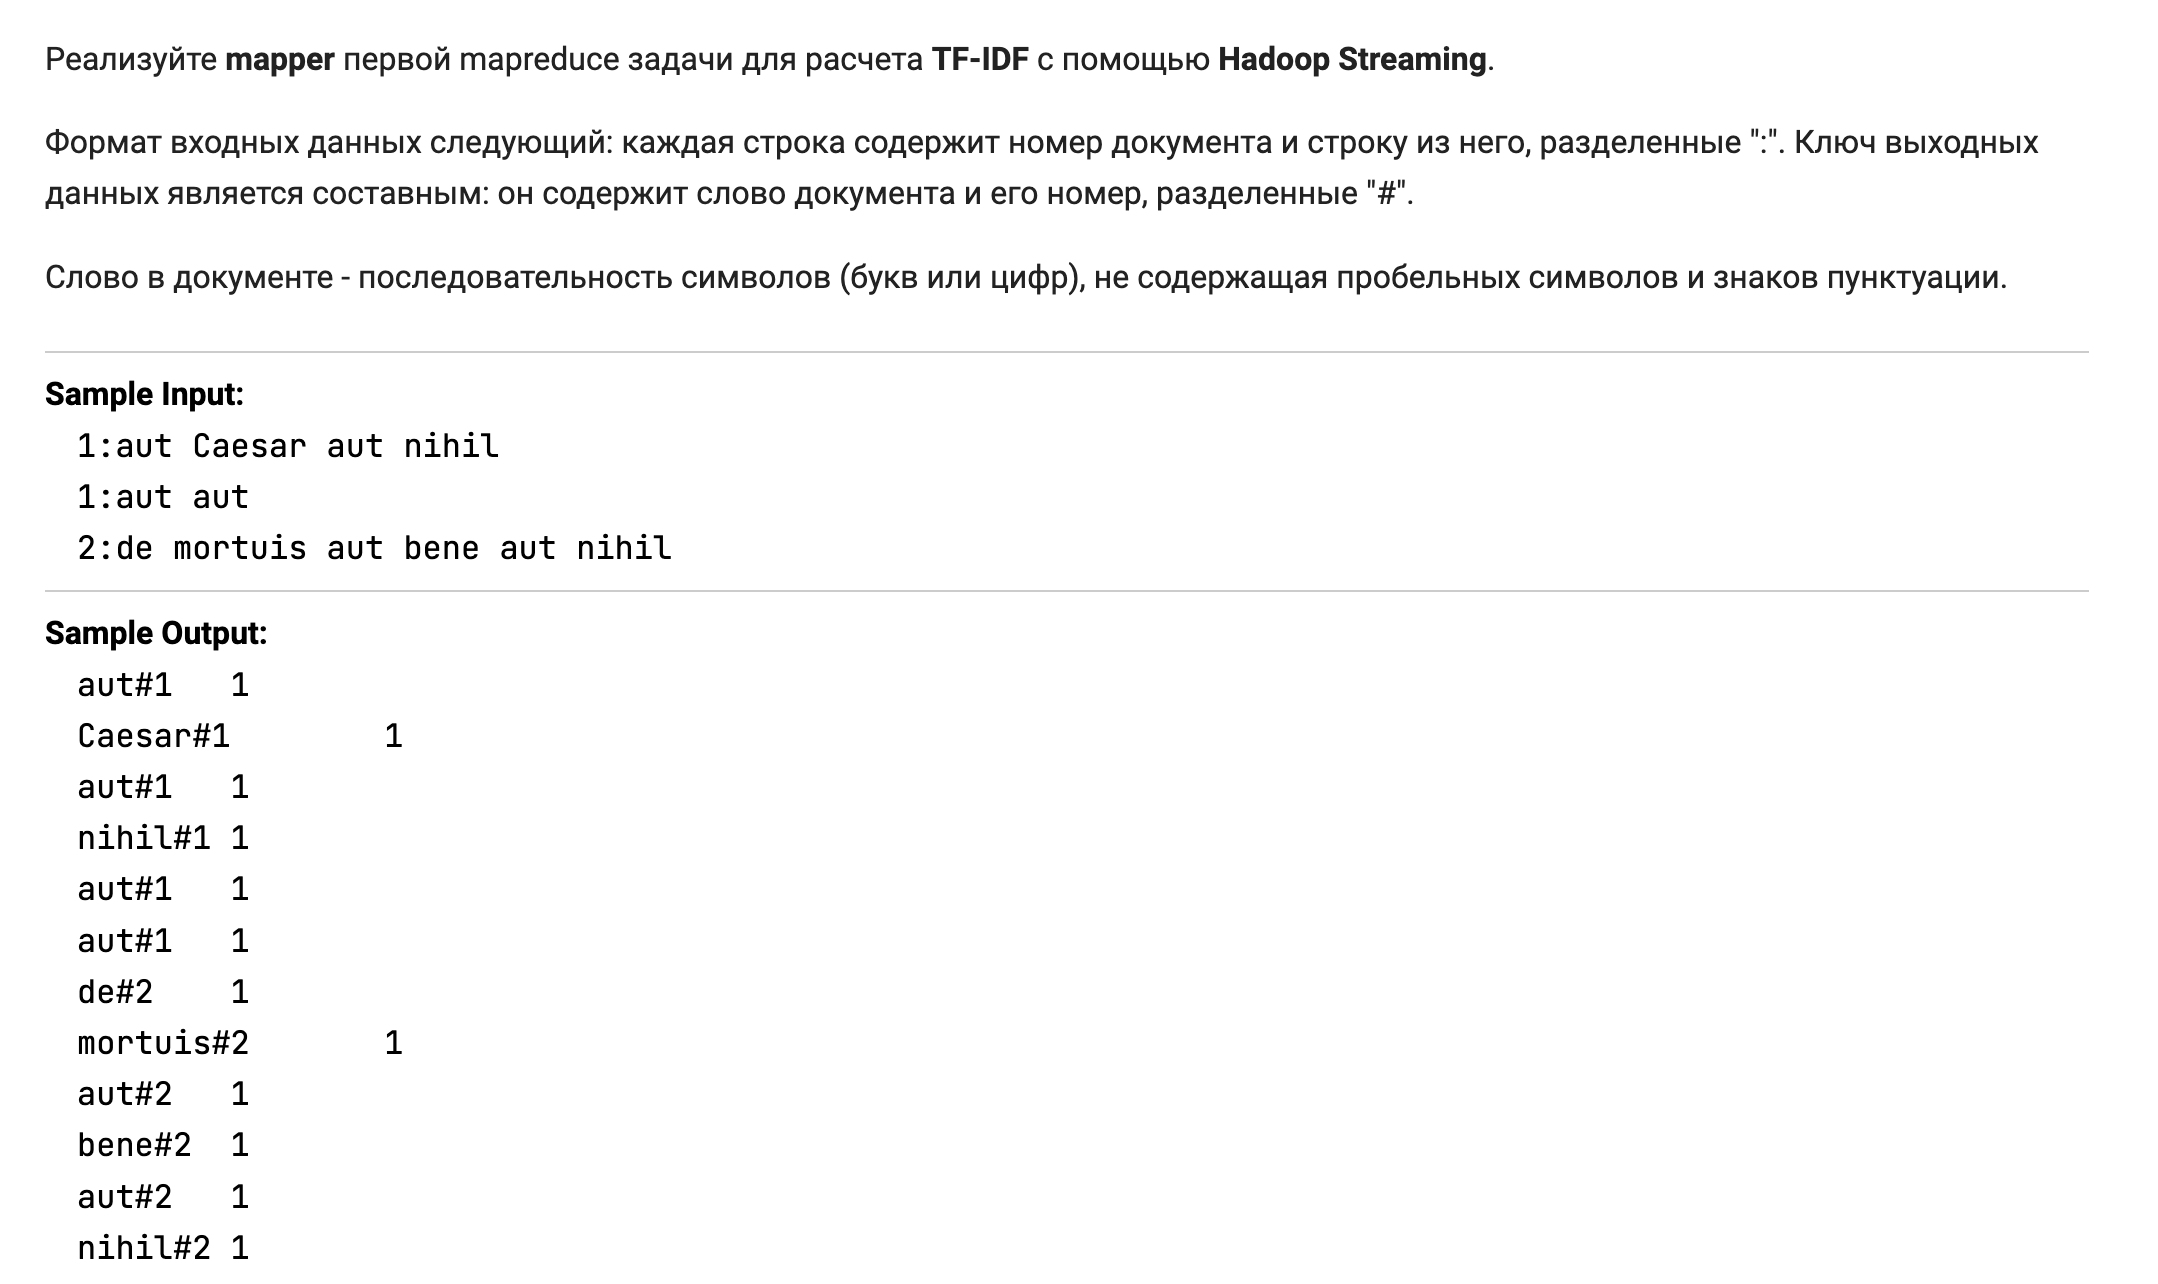 Реализуйте mapper первой mapreduce задачи для расчета TF-IDF с помощью Hadoop Streaming.
Формат входных данных следующий: каждая строка содержит номер документа и строку из него, разделенные ":". Ключ выходных
данных является составным: он содержит слово документа и его номер, разделенные "#".
Слово в документе - последовательность символов (букв или цифр), не содержащая пробельных символов и знаков пунктуации.
Sample Input:
1:aut Caesar aut nihil
1:aut aut
2:de mortuis aut bene aut nihil
Sample Output:
aut#1	1
Caesar#1	1
aut#1	1
nihil#1	1
aut#1	1
aut#1	1
de#2	1
mortuis#2	1
aut#2	1
bene#2	1
aut#2	1
nihil#2	1